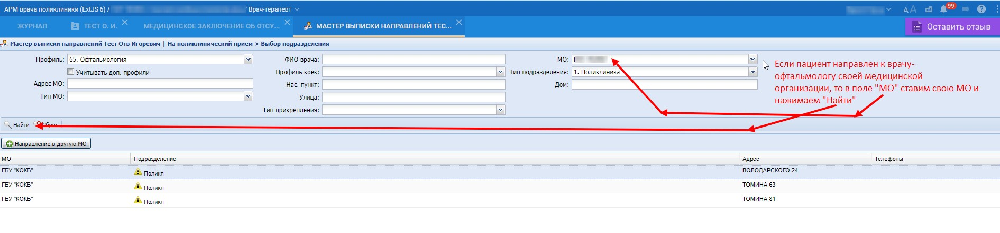 АРМ врача поликлиники (ExtJS 6) / / Врач-терапевт
99
ЖУРНАЛ ТЕСТ О. И. МЕДИЦИНСКОЕ ЗАКЛЮЧЕНИЕ ОБ ОТСУ... МАСТЕР ВЫПИСКИ НАПРАВЛЕНИЙ ТЕС... Оставить отзыв
Мастер выписки направлений Тест Отв Игоревич | На поликлинический прием > Выбор подразделения
Профиль: 65. Офтальмология ФИО врача: МО:
Учитывать доп. профили Профиль коек: Тип подразделения: 1. Поликлиника
Адрес МО: Нас. пункт: Дом:
Тип МО: Улица:
Тип прикрепления:
Если пациент направлен к врачу-
офтальмологу своей медицинской
организации, то в поле "МО" ставим свою МО и
нажимаем "Найти"
Найти Сброс
Направление в другую МО
МО Подразделение Адрес Телефоны
ГБУ "КОКБ" Поликл ВОЛОДАРСКОГО 24
ГБУ "КОКБ" Поликл ТОМИНА 63
ГБУ "КОКБ" Поликл ТОМИНА 81